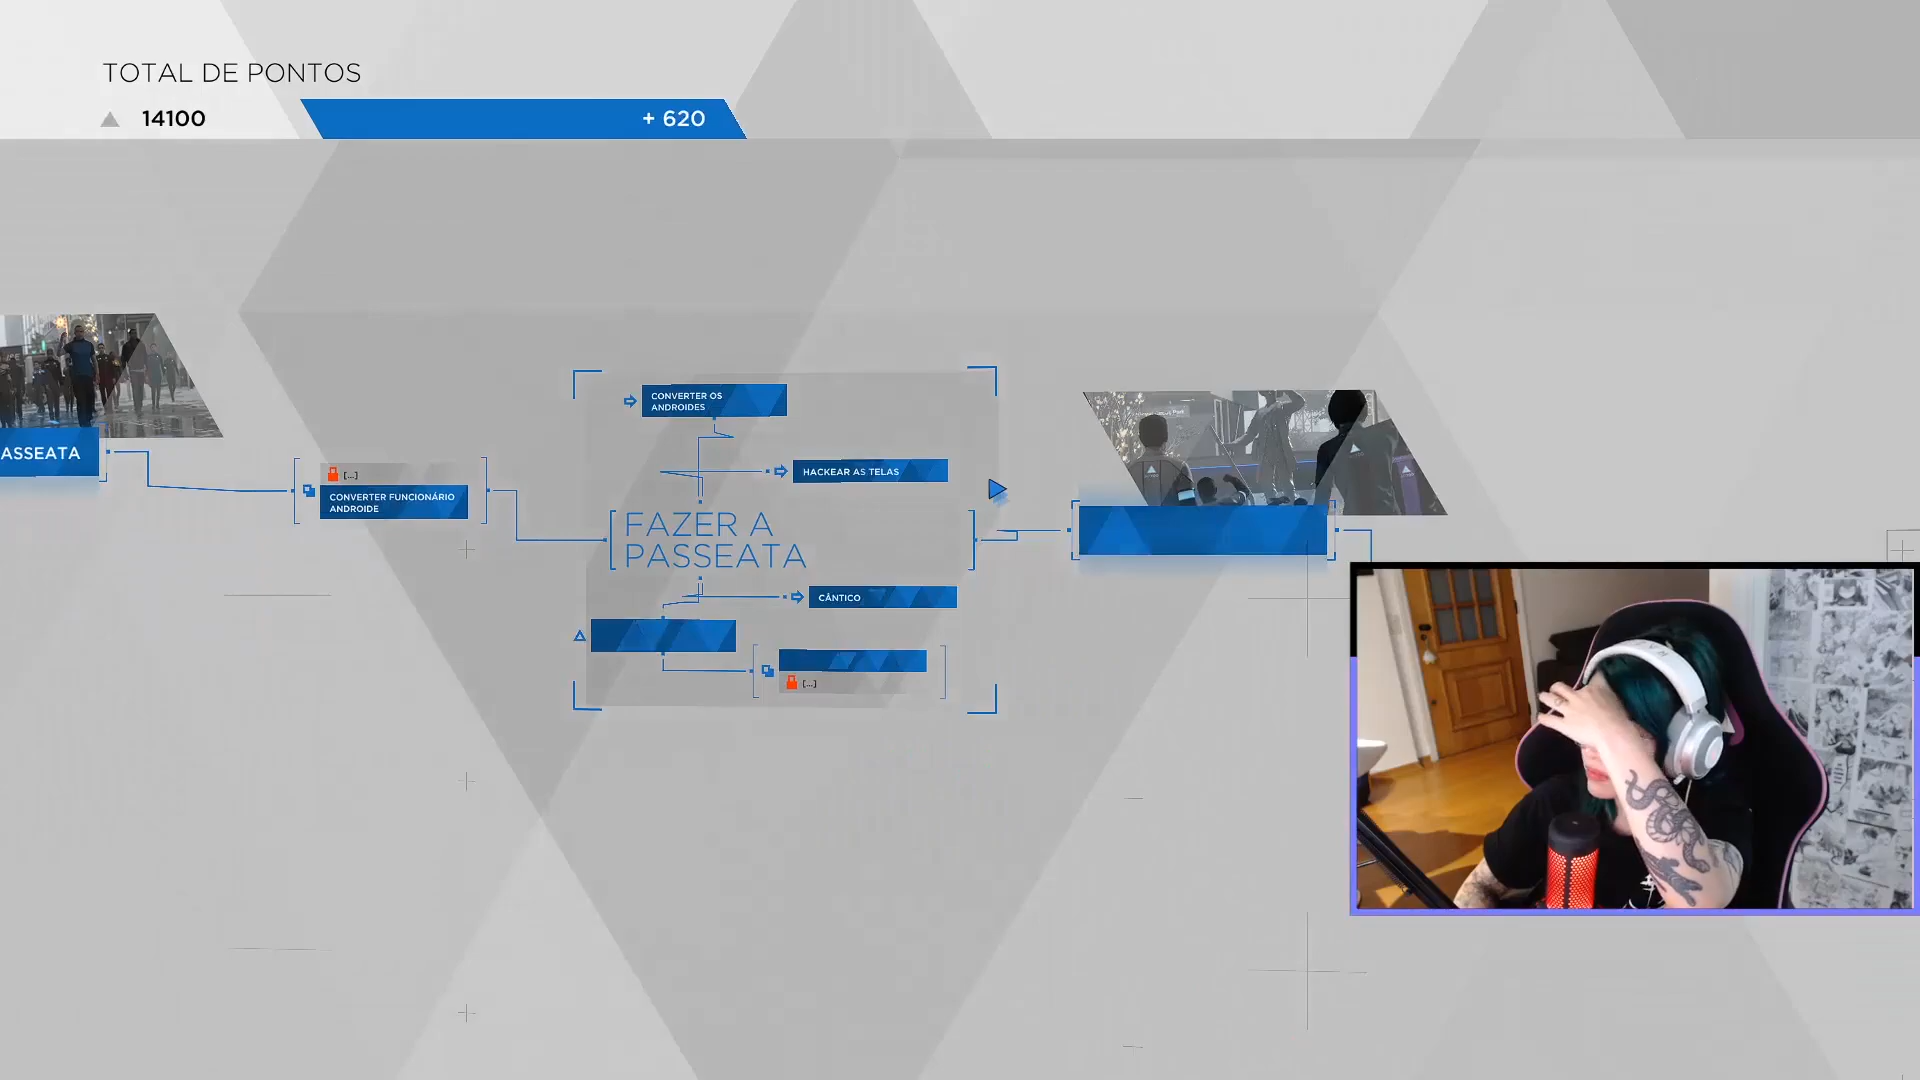 TOTAL DE PONTOS
14100
+ 620
ASSEATA
[...]
CONVERTER FUNCIONÁRIO
ANDROIDE
CONVERTER OS
ANDROIDES
HACKEAR AS TELAS
FAZER A
PASSEATA
CÂNTICO
[...]